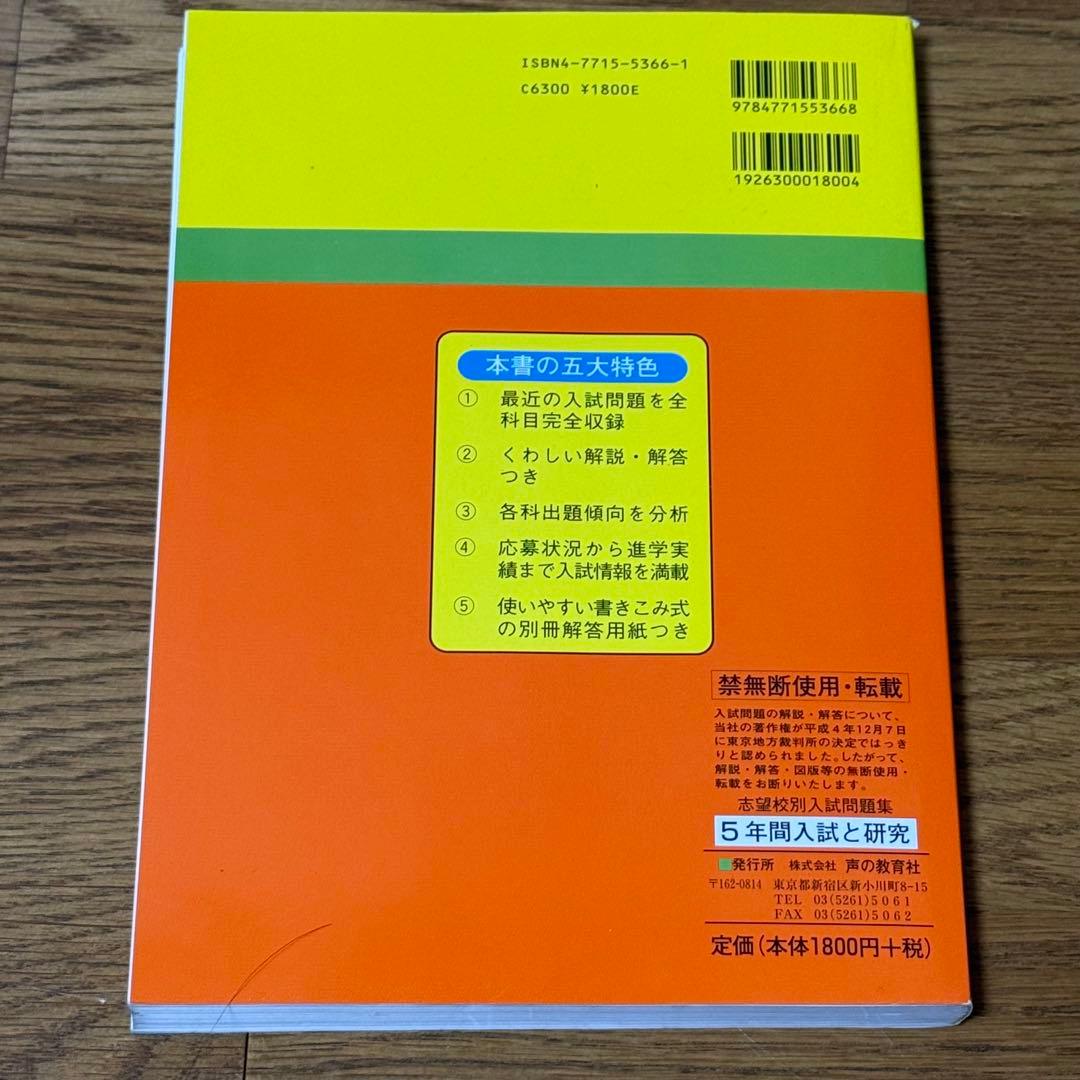 ISBN4-7715-5366-1
C6300 ¥1800E
9784771553668
1926300018004
本書の五大特色
① 最近の入試問題を全
科目完全収録
② くわしい解説・解答
つき
③ 各科出題傾向を分析
④ 応募状況から進学実
績まで入試情報を満載
⑤ 使いやすい書きこみ式
の別冊解答用紙つき
禁無断使用・転載
入試問題の解説・解答について、
当社の著作権が平成4年12月7日
に東京地方裁判所の決定ではっき
りと認められました。したがって、
解説・解答・図版等の無断使用・
転載をお断りいたします。
志望校別入試問題集
5年間入試と研究
発行所 株式会社 声の教育社
〒162-0814 東京都新宿区新小川町8-15
TEL 03(5261)5061
FAX 03(5261)5062
定価(本体1800円+税)